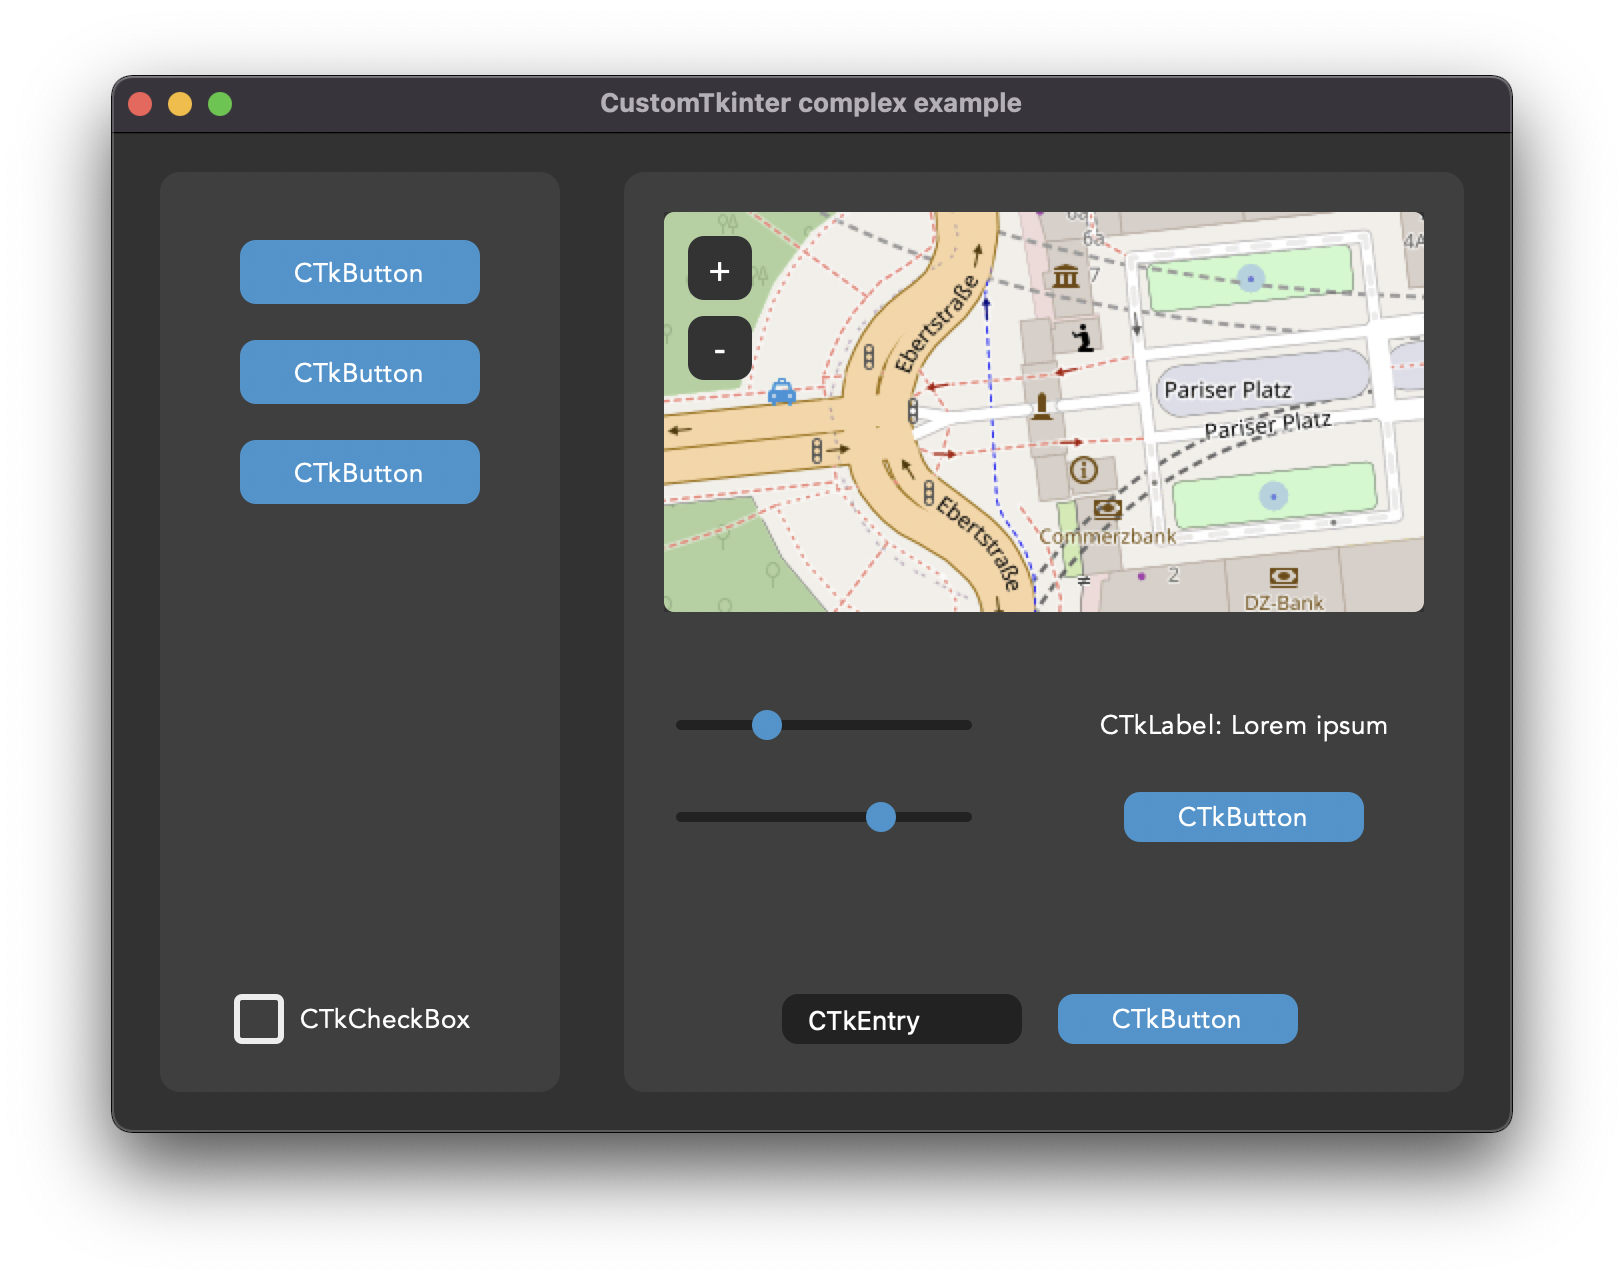 CustomTkinter complex example
CTkButton
CTkButton
CTkButton
CTkCheckBox
+
-
6a
6a
7
4A
Ebertstraße
Pariser Platz
Pariser Platz
Ebertstraße
Commerzbank
2
DZ-Bank
CTkLabel: Lorem ipsum
CTkButton
CTkEntry
CTkButton